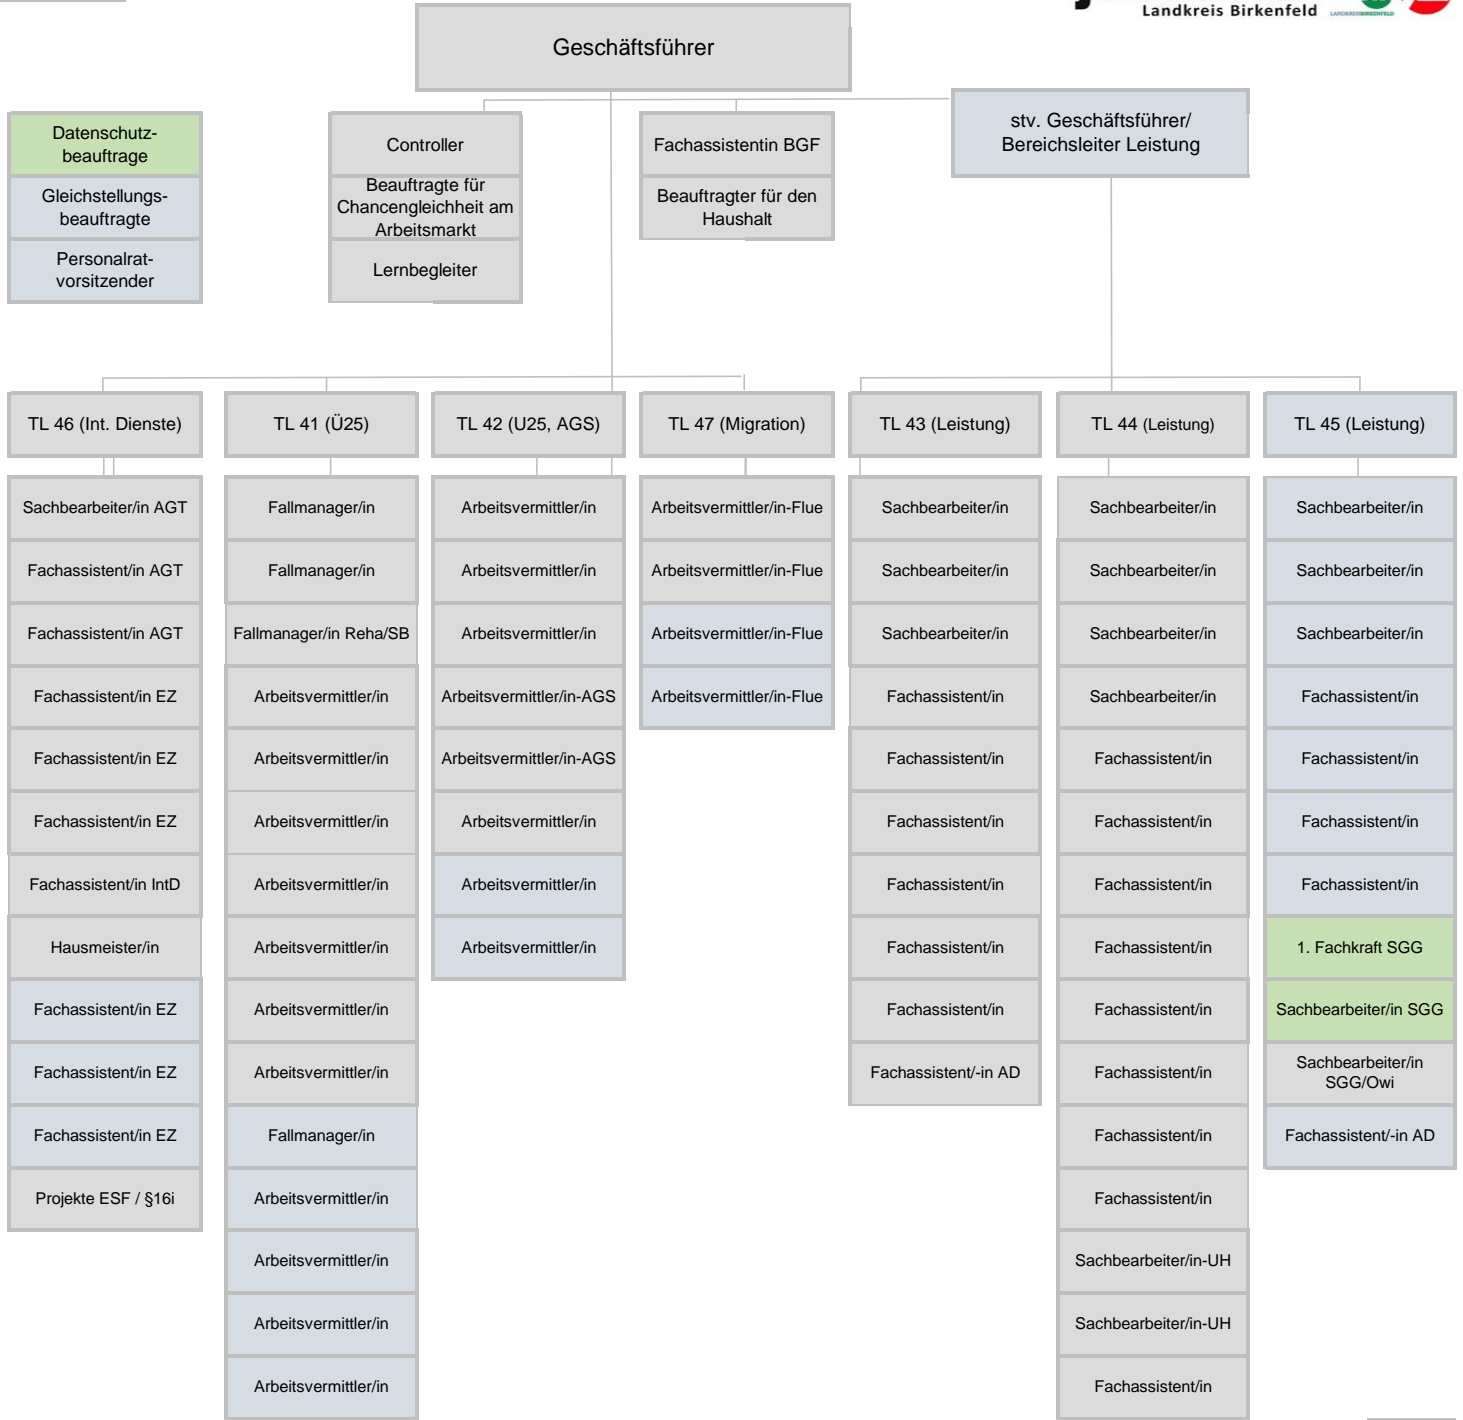 Landkreis Birkenfeld
Geschäftsführer
Datenschutz-
beauftrage
Gleichstellungs-
beauftragte
Personalrat-
vorsitzender
Controller
Beauftragte für
Chancengleichheit am
Arbeitsmarkt
Lernbegleiter
Fachassistentin BGF
Beauftragter für den
Haushalt
stv. Geschäftsführer/
Bereichsleiter Leistung
TL 46 (Int. Dienste)
Sachbearbeiter/in AGT
Fachassistent/in AGT
Fachassistent/in AGT
Fachassistent/in EZ
Fachassistent/in EZ
Fachassistent/in EZ
Fachassistent/in IntD
Hausmeister/in
Fachassistent/in EZ
Fachassistent/in EZ
Fachassistent/in EZ
Projekte ESF / §16i
TL 41 (Ü25)
Fallmanager/in
Fallmanager/in
Fallmanager/in Reha/SB
Arbeitsvermittler/in
Arbeitsvermittler/in
Arbeitsvermittler/in
Arbeitsvermittler/in
Arbeitsvermittler/in
Arbeitsvermittler/in
Arbeitsvermittler/in
Fallmanager/in
Arbeitsvermittler/in
Arbeitsvermittler/in
Arbeitsvermittler/in
Arbeitsvermittler/in
TL 42 (U25, AGS)
Arbeitsvermittler/in
Arbeitsvermittler/in
Arbeitsvermittler/in
Arbeitsvermittler/in-AGS
Arbeitsvermittler/in-AGS
Arbeitsvermittler/in
Arbeitsvermittler/in
Arbeitsvermittler/in
TL 47 (Migration)
Arbeitsvermittler/in-Flue
Arbeitsvermittler/in-Flue
Arbeitsvermittler/in-Flue
Arbeitsvermittler/in-Flue
TL 43 (Leistung)
Sachbearbeiter/in
Sachbearbeiter/in
Sachbearbeiter/in
Fachassistent/in
Fachassistent/in
Fachassistent/in
Fachassistent/in
Fachassistent/in
Fachassistent/in
Fachassistent/-in AD
TL 44 (Leistung)
Sachbearbeiter/in
Sachbearbeiter/in
Sachbearbeiter/in
Sachbearbeiter/in
Fachassistent/in
Fachassistent/in
Fachassistent/in
Fachassistent/in
Fachassistent/in
Fachassistent/in
Fachassistent/in
Fachassistent/in
Sachbearbeiter/in-UH
Sachbearbeiter/in-UH
Fachassistent/in
TL 45 (Leistung)
Sachbearbeiter/in
Sachbearbeiter/in
Sachbearbeiter/in
Fachassistent/in
Fachassistent/in
Fachassistent/in
Fachassistent/in
1. Fachkraft SGG
Sachbearbeiter/in SGG
Sachbearbeiter/in
SGG/Owi
Fachassistent/-in AD